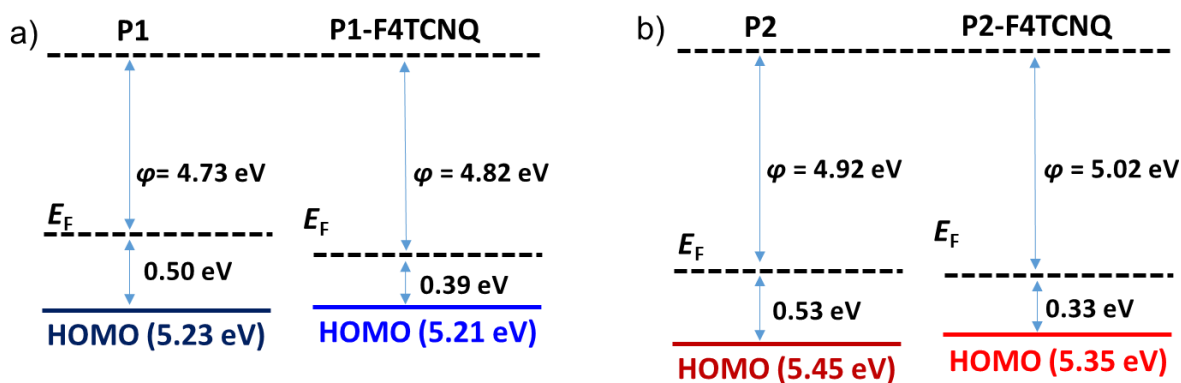 a)
P1
P1-F4TCNQ
φ= 4.73 eV
φ = 4.82 eV
EF
EF
0.50 eV
0.39 eV
HOMO (5.23 eV)
HOMO (5.21 eV)
b)
P2
P2-F4TCNQ
φ = 4.92 eV
φ = 5.02 eV
EF
EF
0.53 eV
0.33 eV
HOMO (5.45 eV)
HOMO (5.35 eV)